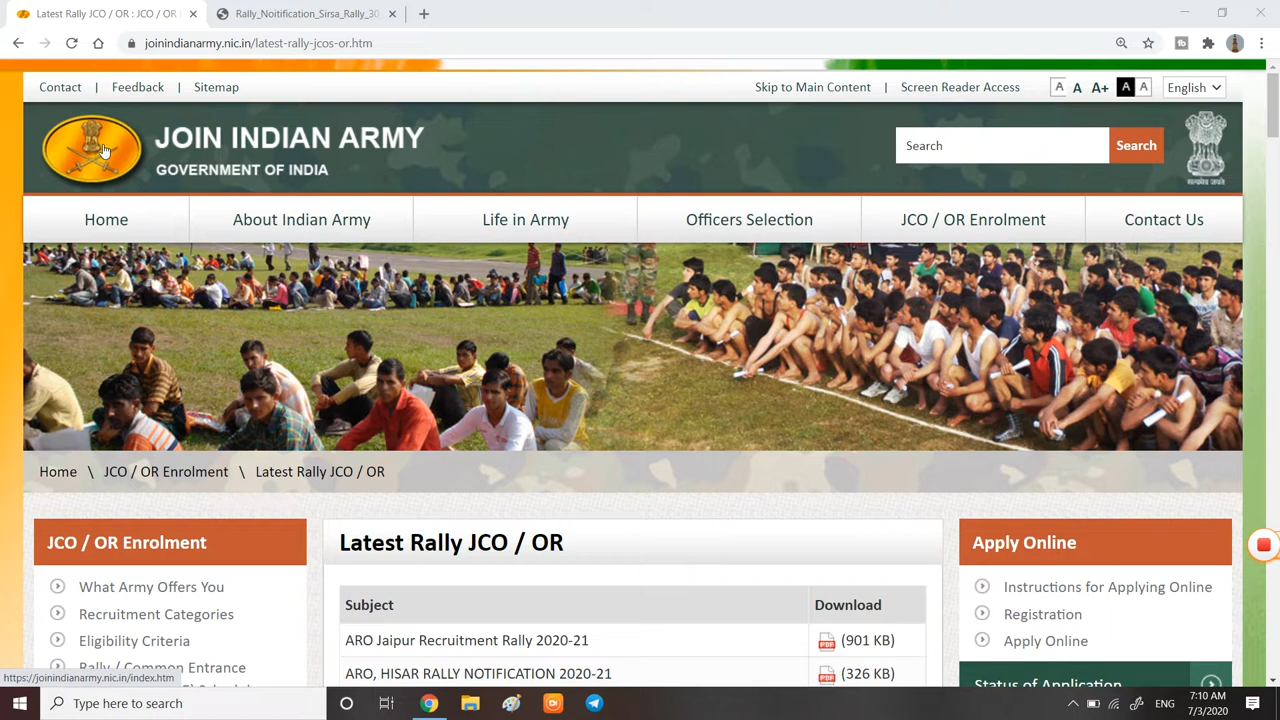 Latest Rally JCO / OR : JCO / OR
Rally_Noitification_Sirsa_Rally_30
joinindianarmy.nic.in/latest-rally-jcos-or.htm
Contact | Feedback | Sitemap
Skip to Main Content | Screen Reader Access
A A A+ A A English
JOIN INDIAN ARMY
GOVERNMENT OF INDIA
Search Search
सत्यमेव जयते
Home About Indian Army Life in Army Officers Selection JCO / OR Enrolment Contact Us
Home \ JCO / OR Enrolment \ Latest Rally JCO / OR
JCO / OR Enrolment
What Army Offers You
Recruitment Categories
Eligibility Criteria
Rally / Common Entrance
Latest Rally JCO / OR
Subject Download
ARO Jaipur Recruitment Rally 2020-21 PDF (901 KB)
ARO, HISAR RALLY NOTIFICATION 2020-21 PDF (326 KB)
Apply Online
Instructions for Applying Online
Registration
Apply Online
Status of Application
https://joinindianarmy.nic.in/index.htm
Type here to search
ENG
7:10 AM
7/3/2020